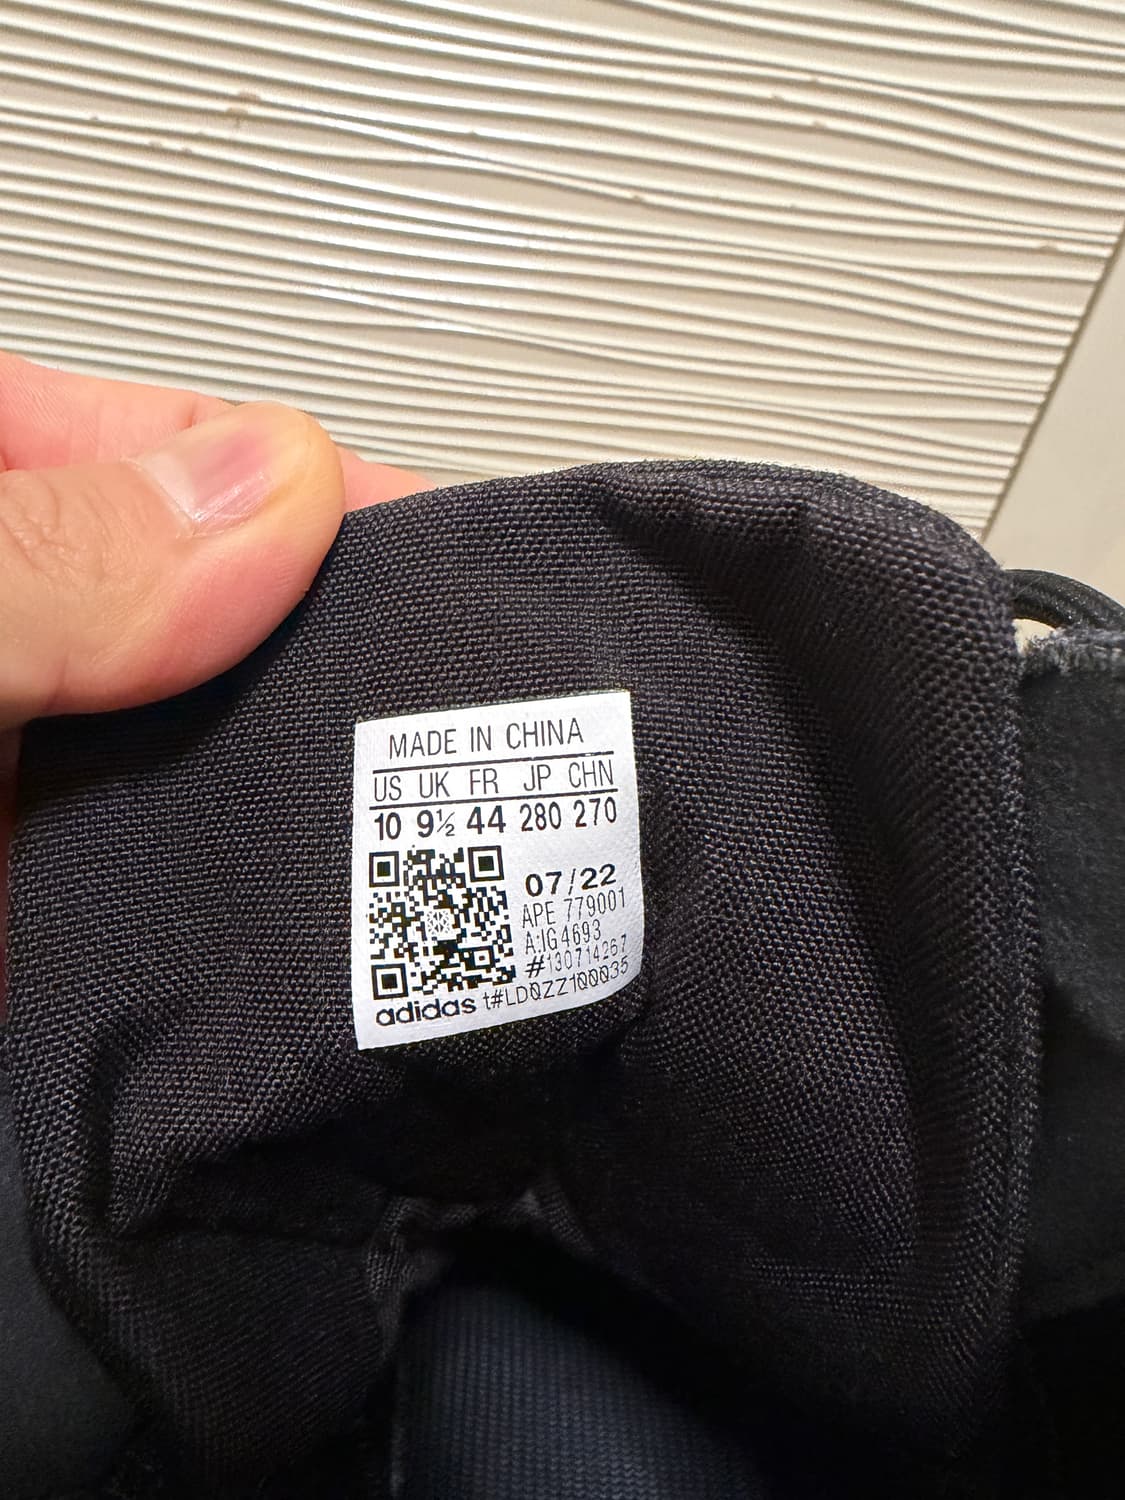 MADE IN CHINA
US UK FR JP CHN
10 9½ 44 280 270
07/22
APE 779001
A:IG4693
#130714267
adidas t#LD0ZZ100035